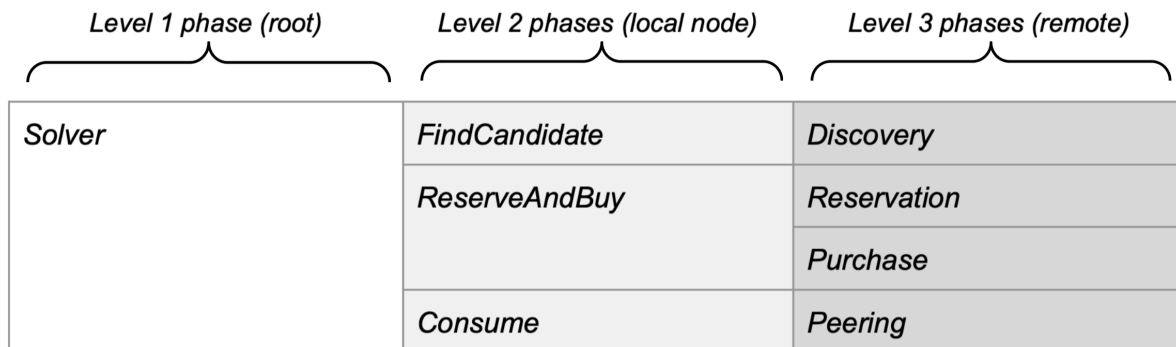 Level 1 phase (root) Level 2 phases (local node) Level 3 phases (remote)
Solver FindCandidate Discovery
ReserveAndBuy Reservation
Purchase
Consume Peering